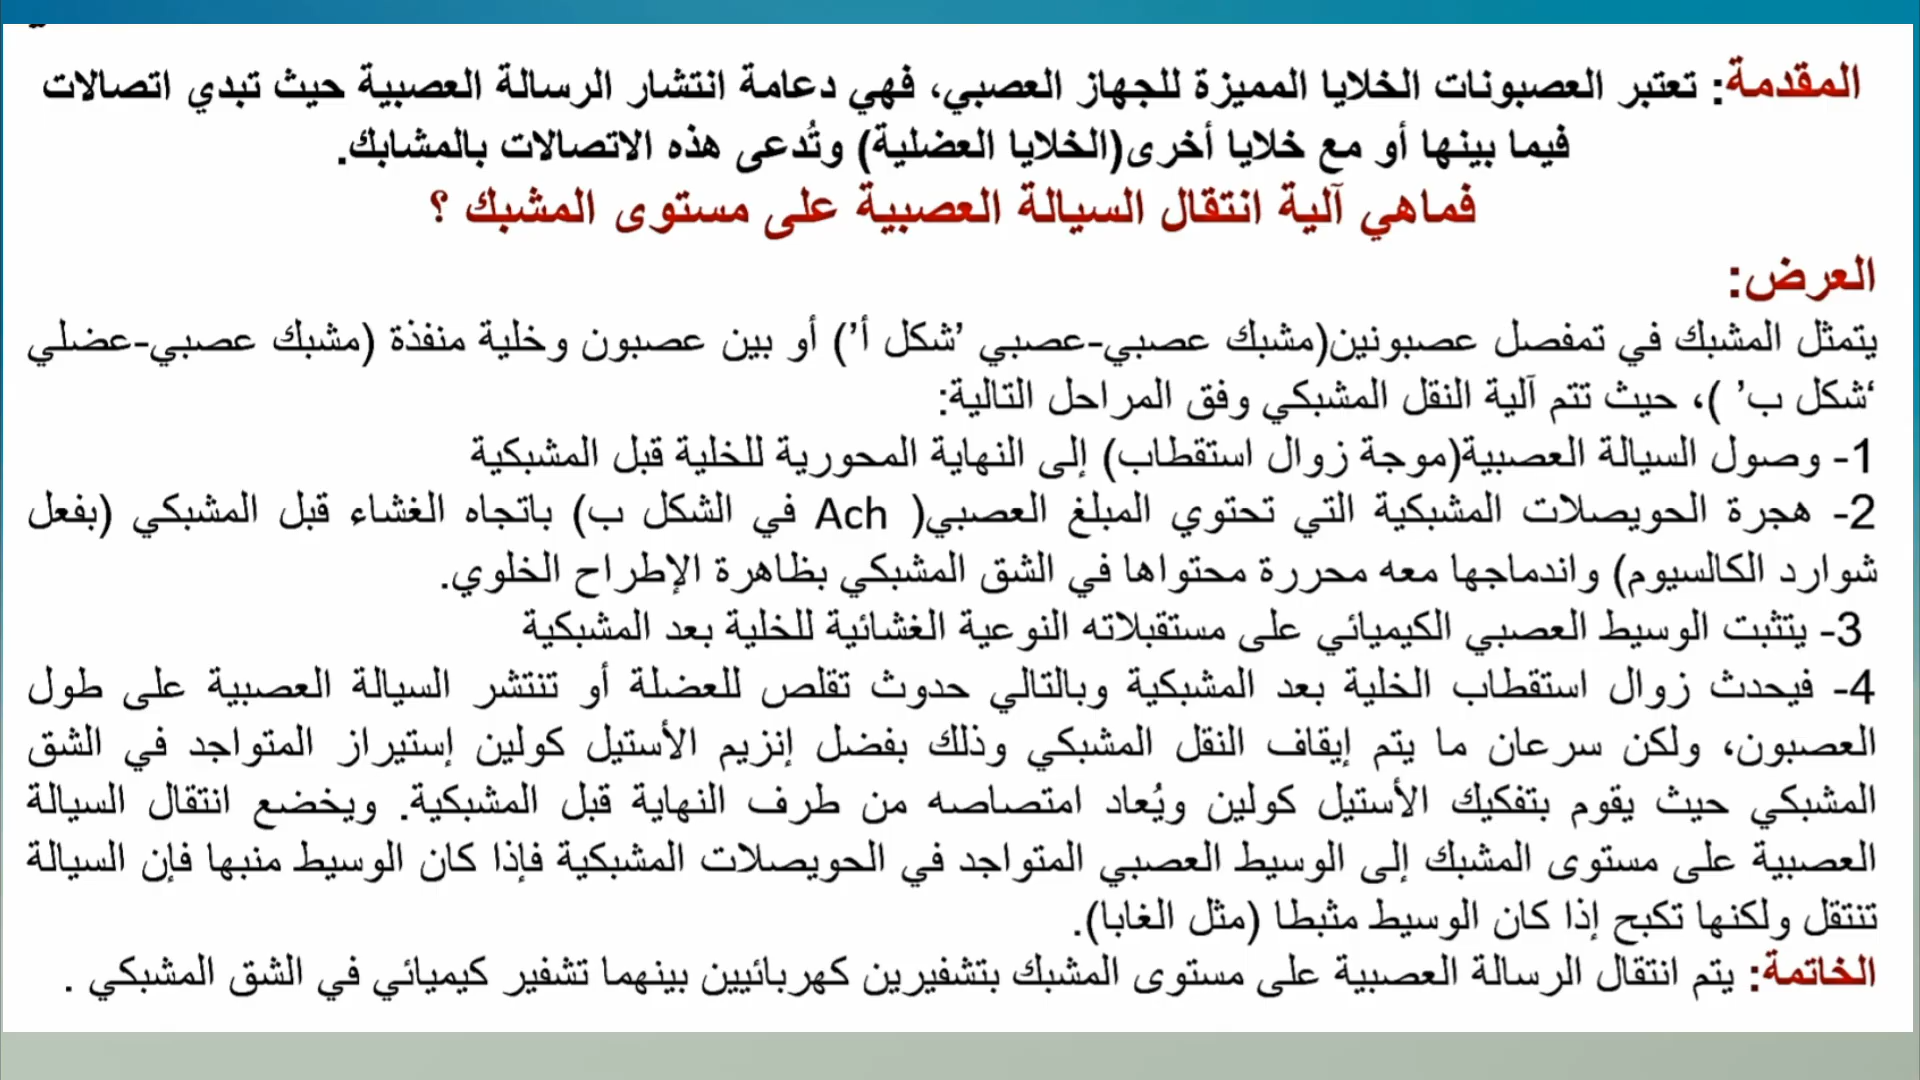 المقدمة: تعتبر العصبونات الخلايا المميزة للجهاز العصبي، فهي دعامة انتشار الرسالة العصبية حيث تبدي اتصالات
فيما بينها أو مع خلايا أخرى(الخلايا العضلية) وتُدعى هذه الاتصالات بالمشابك.
فماهي آلية انتقال السيالة العصبية على مستوى المشبك ؟
العرض:
يتمثل المشبك في تمفصل عصبونين(مشبك عصبي-عصبي ’شكل أ’) أو بين عصبون وخلية منفذة (مشبك عصبي-عضلي
‘شكل ب’ )، حيث تتم آلية النقل المشبكي وفق المراحل التالية:
1- وصول السيالة العصبية(موجة زوال استقطاب) إلى النهاية المحورية للخلية قبل المشبكية
2- هجرة الحويصلات المشبكية التي تحتوي المبلغ العصبي( Ach في الشكل ب) باتجاه الغشاء قبل المشبكي (بفعل
شوارد الكالسيوم) واندماجها معه محررة محتواها في الشق المشبكي بظاهرة الإطراح الخلوي.
3- يتثبت الوسيط العصبي الكيميائي على مستقبلاته النوعية الغشائية للخلية بعد المشبكية
4- فيحدث زوال استقطاب الخلية بعد المشبكية وبالتالي حدوث تقلص للعضلة أو تنتشر السيالة العصبية على طول
العصبون، ولكن سرعان ما يتم إيقاف النقل المشبكي وذلك بفضل إنزيم الأستيل كولين إستيراز المتواجد في الشق
المشبكي حيث يقوم بتفكيك الأستيل كولين ويُعاد امتصاصه من طرف النهاية قبل المشبكية. ويخضع انتقال السيالة
العصبية على مستوى المشبك إلى الوسيط العصبي المتواجد في الحويصلات المشبكية فإذا كان الوسيط منبها فإن السيالة
تنتقل ولكنها تكبح إذا كان الوسيط مثبطا (مثل الغابا).
الخاتمة: يتم انتقال الرسالة العصبية على مستوى المشبك بتشفيرين كهربائيين بينهما تشفير كيميائي في الشق المشبكي .